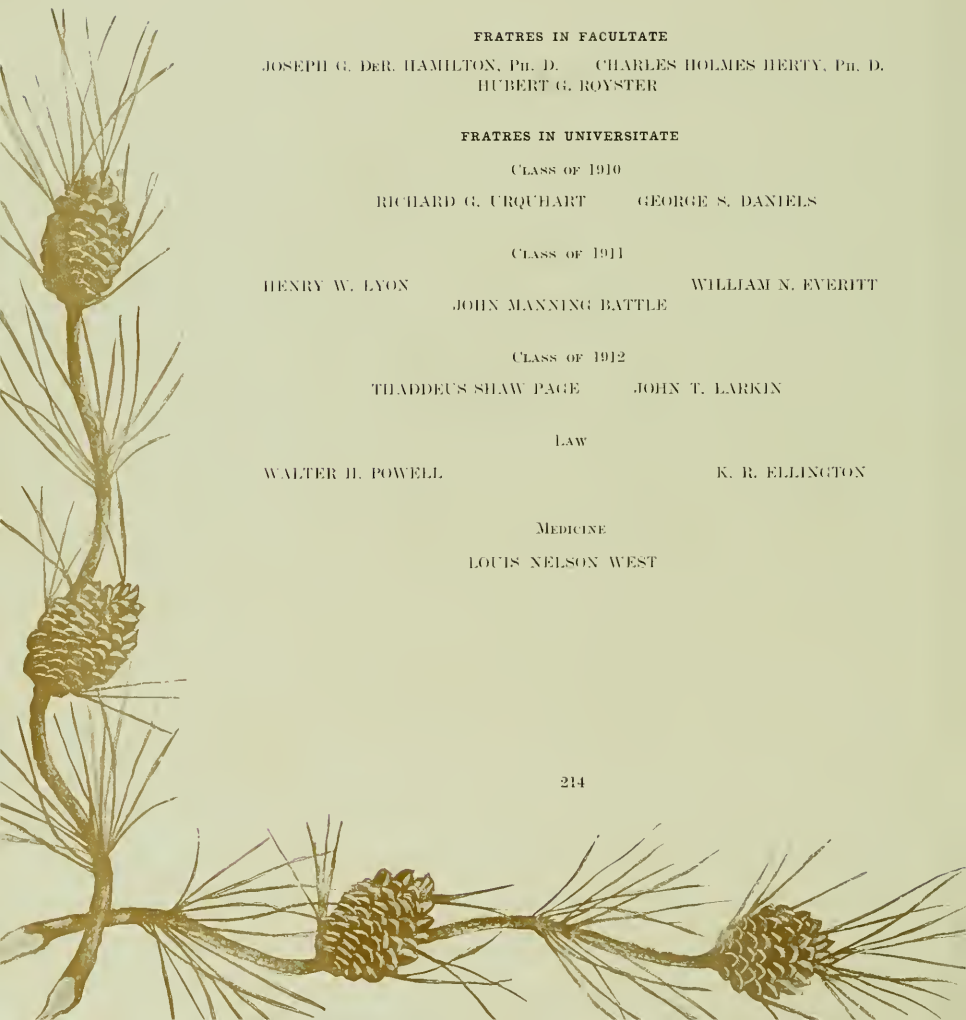 FRATRES IN FACULTATE
JOSEPH G. DeR. HAMILTON, Ph. D. CHARLES HOLMES HERTY, Ph. D.
HUBERT G. ROYSTER
FRATRES IN UNIVERSITATE
Class of 1910
RICHARD G. URQUHART GEORGE S. DANIELS
Class of 1911
HENRY W. LYON WILLIAM N. EVERITT
JOHN MANNING BATTLE
Class of 1912
THADDEUS SHAW PAGE JOHN T. LARKIN
Law
WALTER H. POWELL K. R. ELLINGTON
Medicine
LOUIS NELSON WEST
214